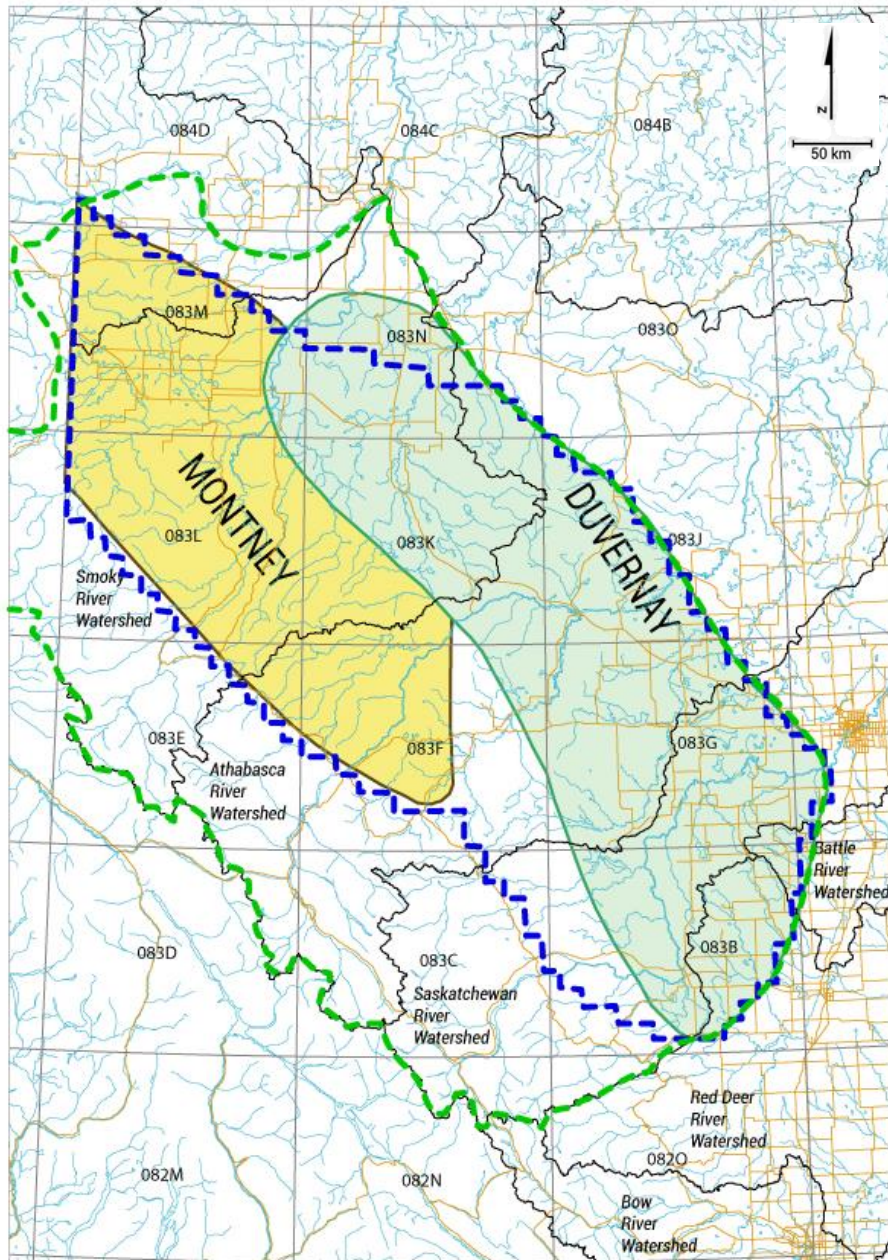 084D
084C
084B
N
50 km
083M
083N
083O
MONTNEY
DUVERNAY
083L
083K
083J
Smoky
River
Watershed
083E
083F
083G
Athabasca
River
Watershed
Battle
River
Watershed
083D
083C
083B
Saskatchewan
River
Watershed
Red Deer
River
Watershed
082O
082M
082N
Bow
River
Watershed